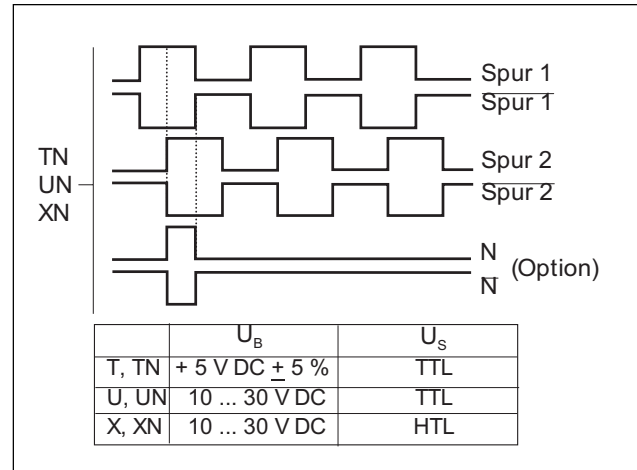 Spur 1
Spur 1
TN
UN
XN
Spur 2
Spur 2
N
N
(Option)
U_B U_S
T, TN + 5 V DC ± 5 % TTL
U, UN 10 ... 30 V DC TTL
X, XN 10 ... 30 V DC HTL